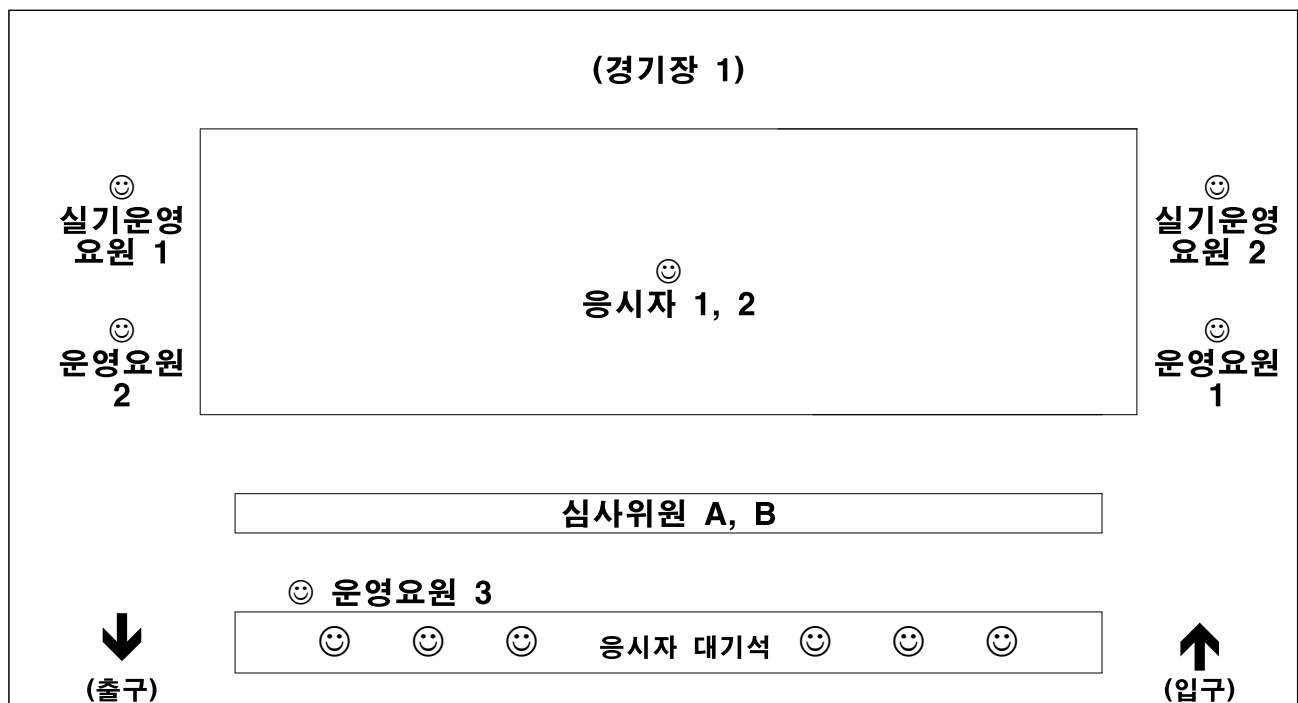 (경기장 1)
실기운영
요원 1
실기운영
요원 2
응시자 1, 2
운영요원
2
운영요원
1
심사위원 A, B
운영요원 3
응시자 대기석
(출구)
(입구)